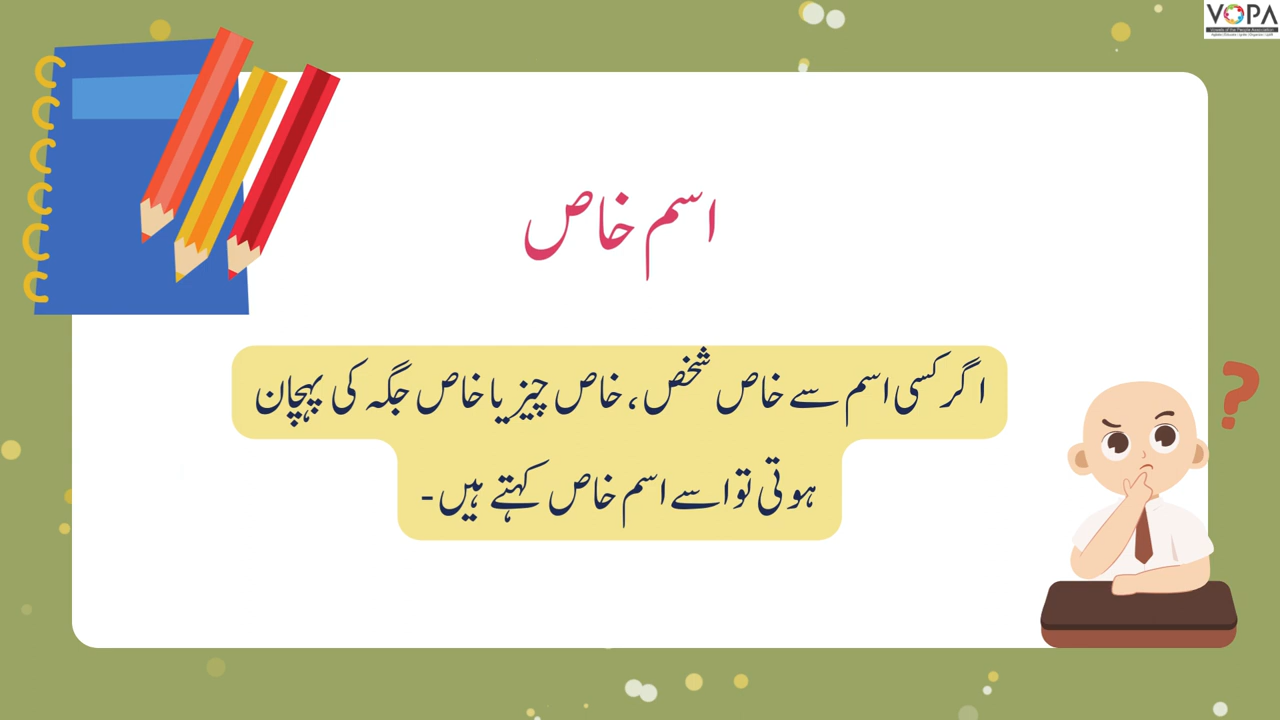 VOPA
اسم خاص
اگر کسی اسم سے خاص شخص، خاص چیز یا خاص جگہ کی پہچان
ہوتی تو اسے اسم خاص کہتے ہیں-
?